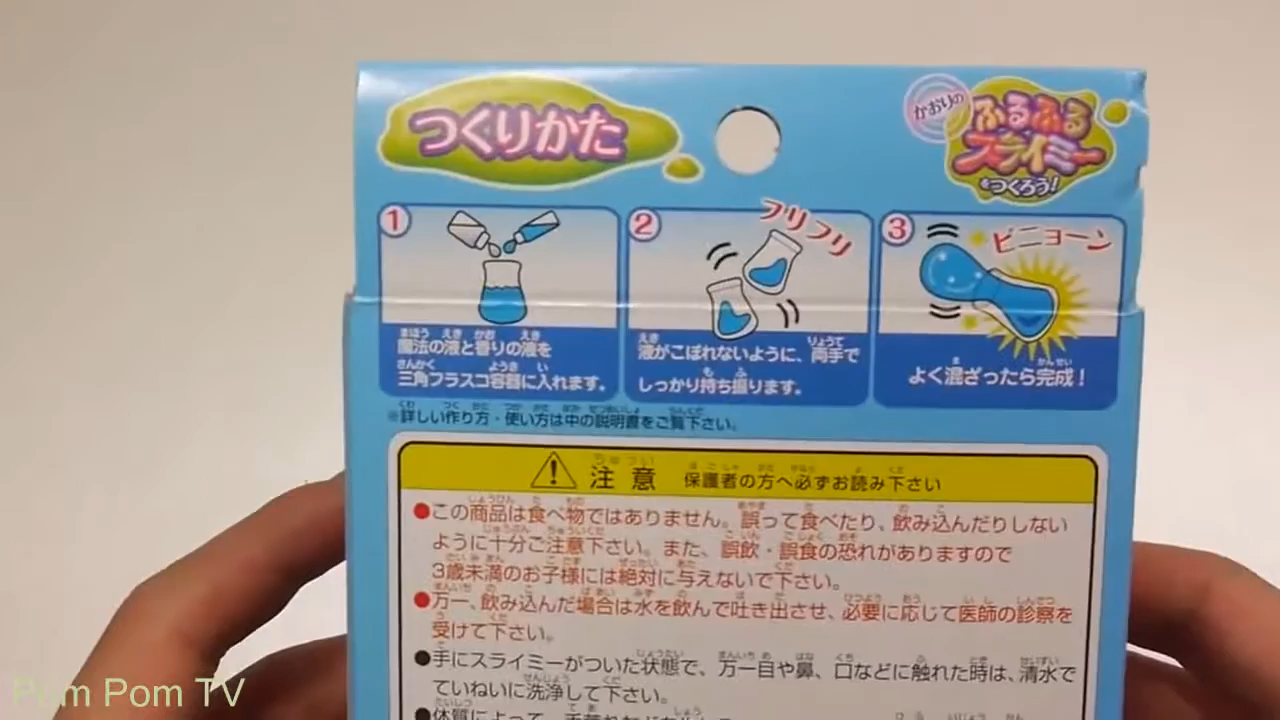 つくりかた
かおりの
ふるふる
スライミー
をつくろう!
1
魔法の液と香りの液を
三角フラスコ容器に入れます。
2
フリフリ
液がこぼれないように、両手で
しっかり持ち振ります。
3
ビニョーン
よく混ざったら完成!
※詳しい作り方・使い方は中の説明書をご覧下さい。
注意 保護者の方へ必ずお読み下さい
●この商品は食べ物ではありません。誤って食べたり、飲み込んだりしない
ように十分ご注意下さい。また、誤飲・誤食の恐れがありますので
3歳未満のお子様には絶対に与えないで下さい。
●万一、飲み込んだ場合は水を飲んで吐き出させ、必要に応じて医師の診察を
受けて下さい。
●手にスライミーがついた状態で、万一目や鼻、口などに触れた時は、清水で
ていねいに洗浄して下さい。
●体質によって、手荒れ
Pum Pom TV